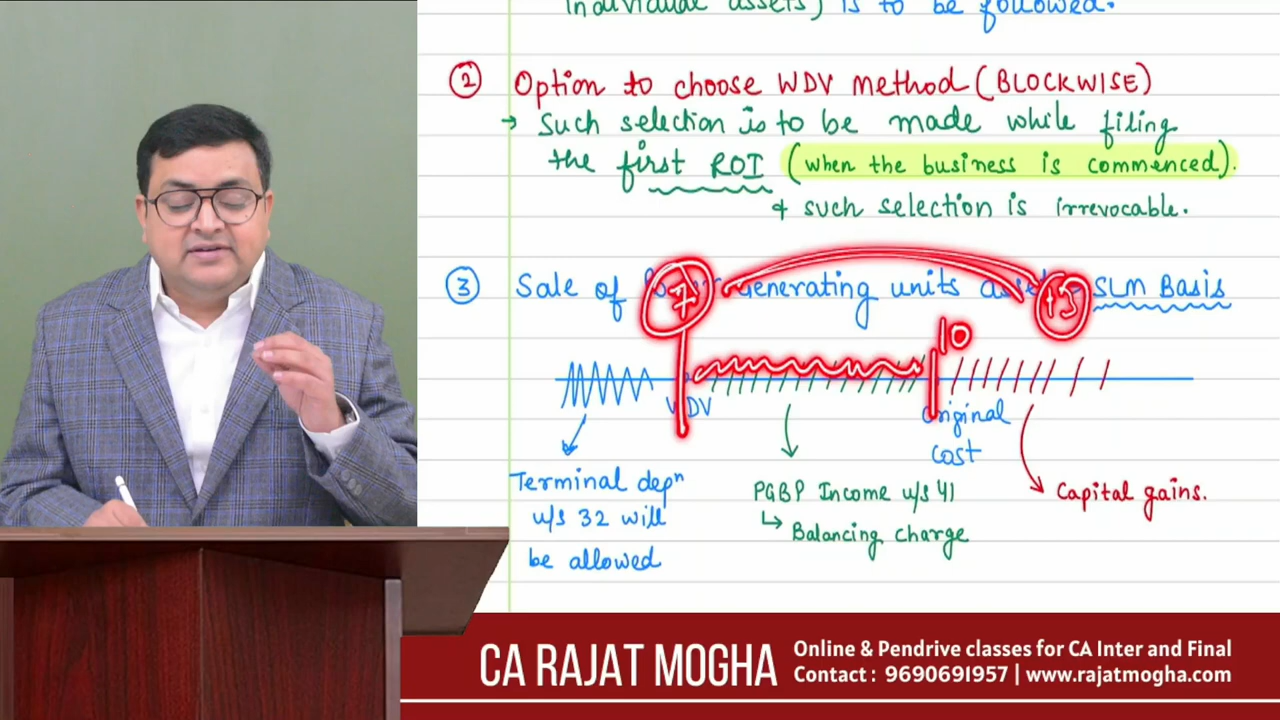 individual assets) is to be followed.
② Option to choose WDV method (BLOCKWISE)
→ Such selection is to be made while filing
the first ROI (when the business is commenced).
& such selection is irrevocable.
③ Sale of generating units SLM Basis
7
10
WDV
original
cost
Terminal depn
u/s 32 will
be allowed
PGBP Income u/s 41
↳ Balancing charge
Capital gains.
CA RAJAT MOGHA
Online & Pendrive classes for CA Inter and Final
Contact : 9690691957 | www.rajatmogha.com